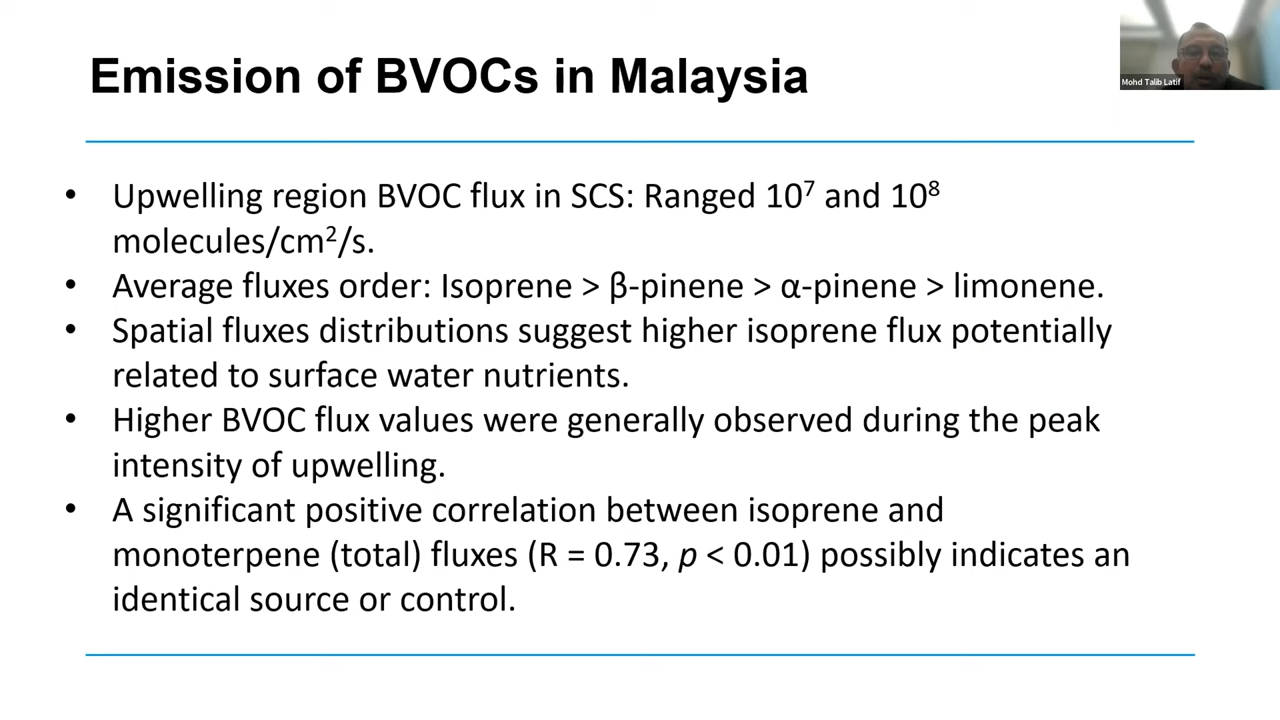 Emission of BVOCs in Malaysia
Mohd Talib Latif
• Upwelling region BVOC flux in SCS: Ranged 10⁷ and 10⁸
molecules/cm²/s.
• Average fluxes order: Isoprene > β-pinene > α-pinene > limonene.
• Spatial fluxes distributions suggest higher isoprene flux potentially
related to surface water nutrients.
• Higher BVOC flux values were generally observed during the peak
intensity of upwelling.
• A significant positive correlation between isoprene and
monoterpene (total) fluxes (R = 0.73, p < 0.01) possibly indicates an
identical source or control.